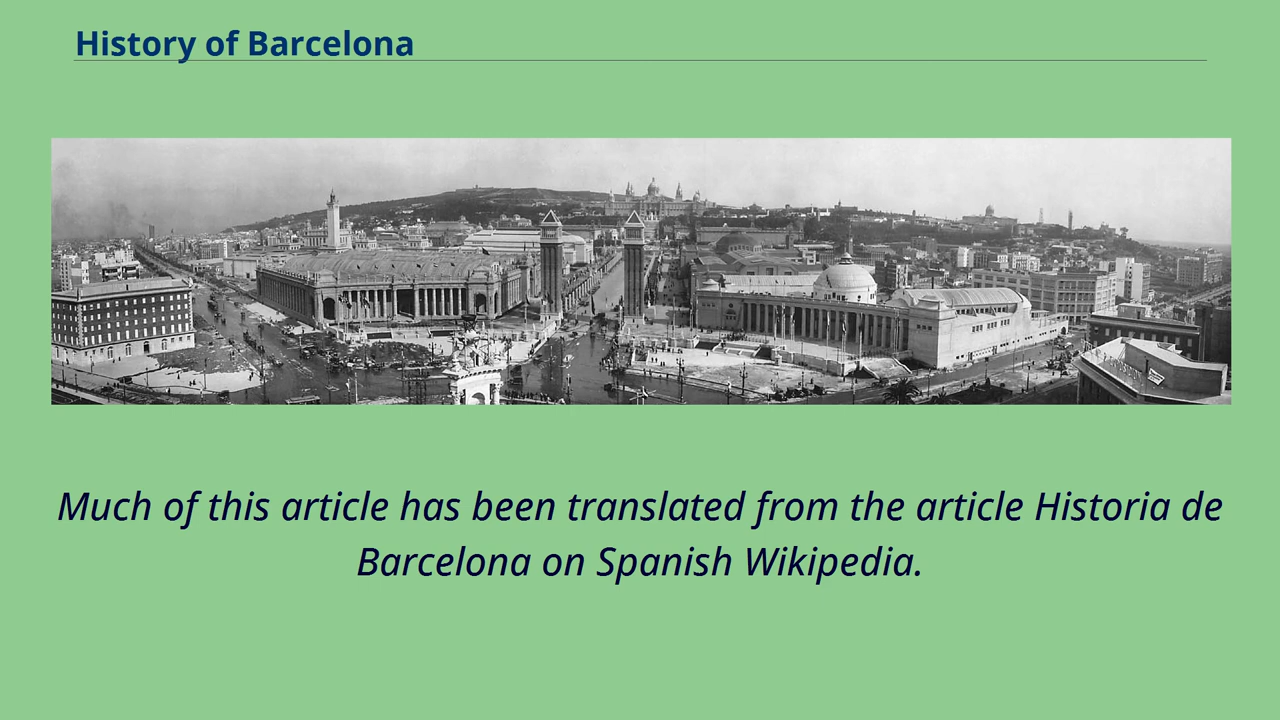 History of Barcelona
Much of this article has been translated from the article Historia de
Barcelona on Spanish Wikipedia.